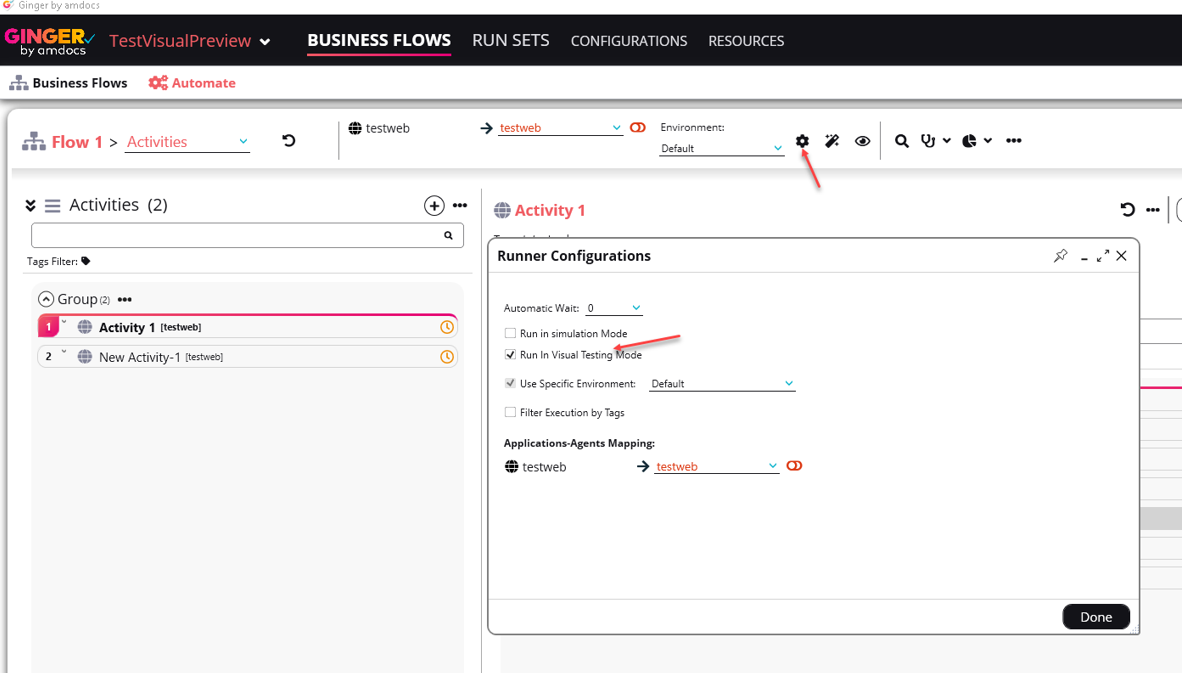 Ginger by amdocs
GINGER
by amdocs
TestVisualPreview
BUSINESS FLOWS
RUN SETS
CONFIGURATIONS
RESOURCES
Business Flows
Automate
Flow 1 > Activities
testweb
testweb
Environment:
Default
Activities (2)
Tags Filter:
Group (2)
1 Activity 1 [testweb]
2 New Activity-1 [testweb]
Activity 1
Runner Configurations
Automatic Wait: 0
Run in simulation Mode
Run In Visual Testing Mode
Use Specific Environment: Default
Filter Execution by Tags
Applications-Agents Mapping:
testweb
testweb
Done